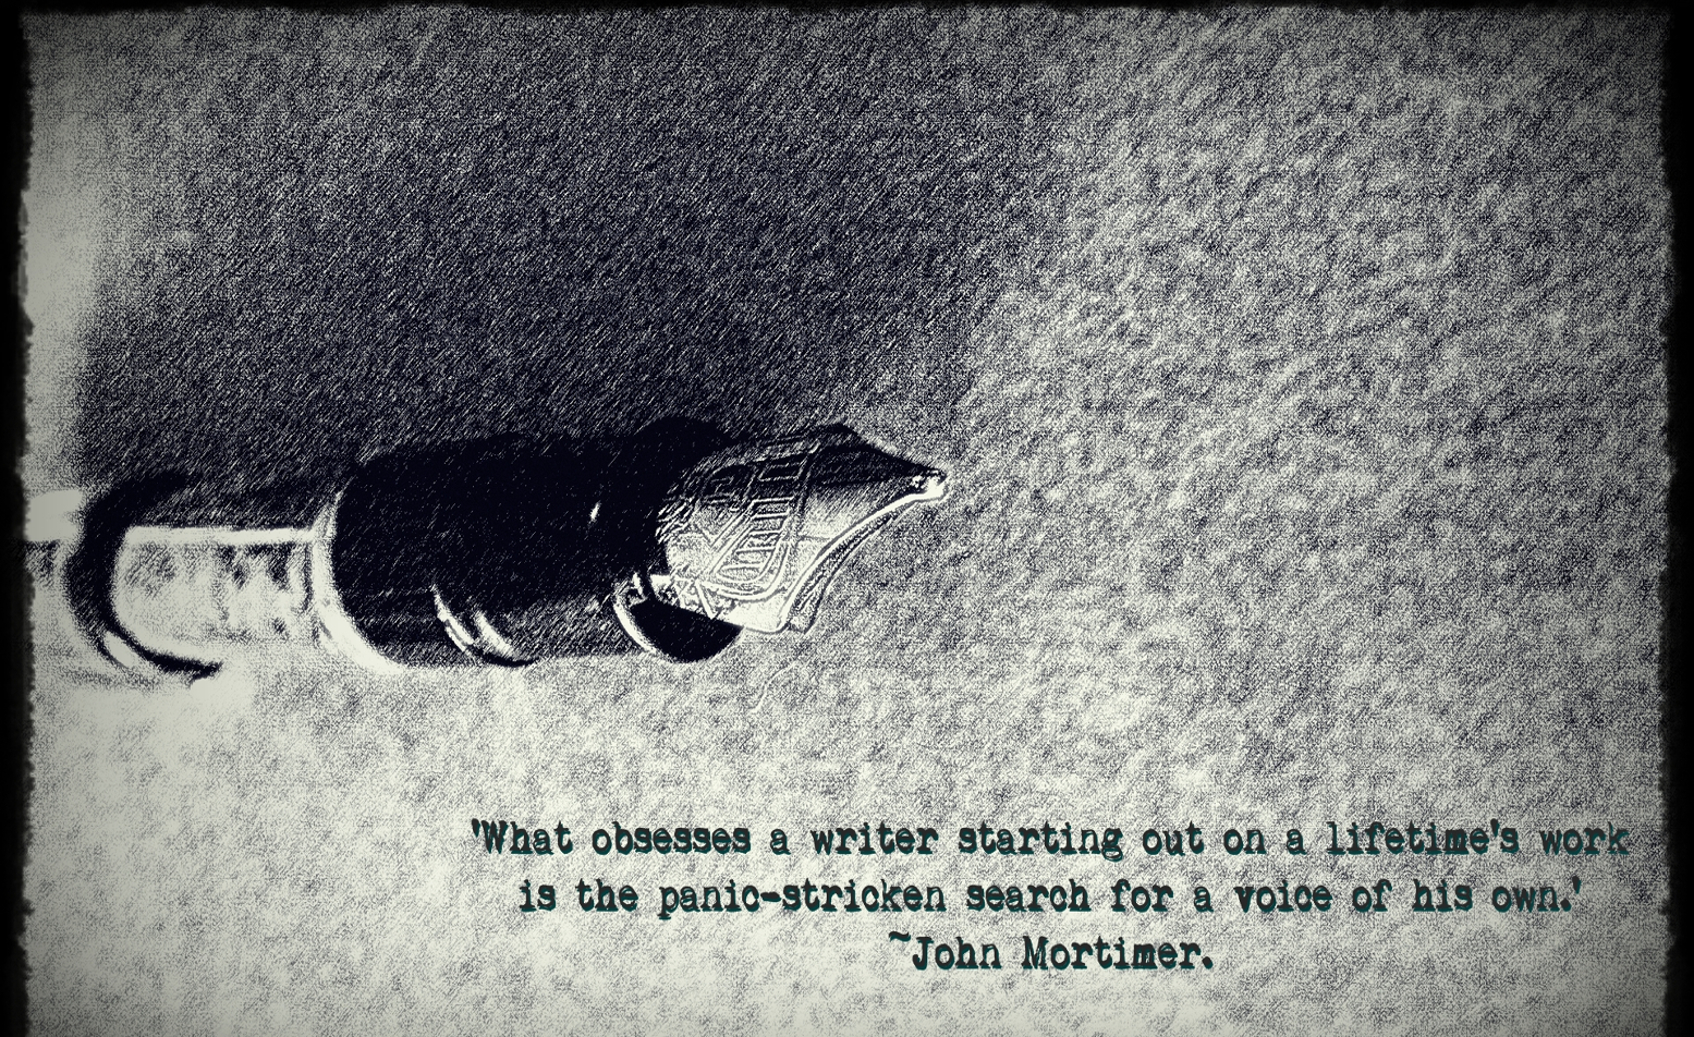 'What obsesses a writer starting out on a lifetime's work
is the panic-stricken search for a voice of his own.'
~John Mortimer.